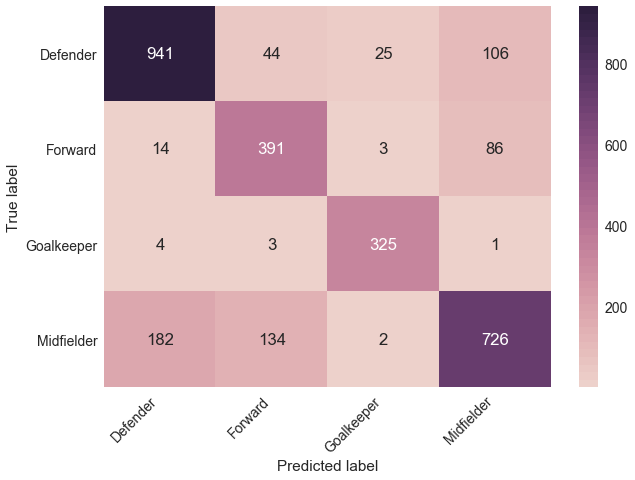 Defender 941 44 25 106
800
Forward 14 391 3 86
600
True label
400
Goalkeeper 4 3 325 1
200
Midfielder 182 134 2 726
Defender Forward Goalkeeper Midfielder
Predicted label